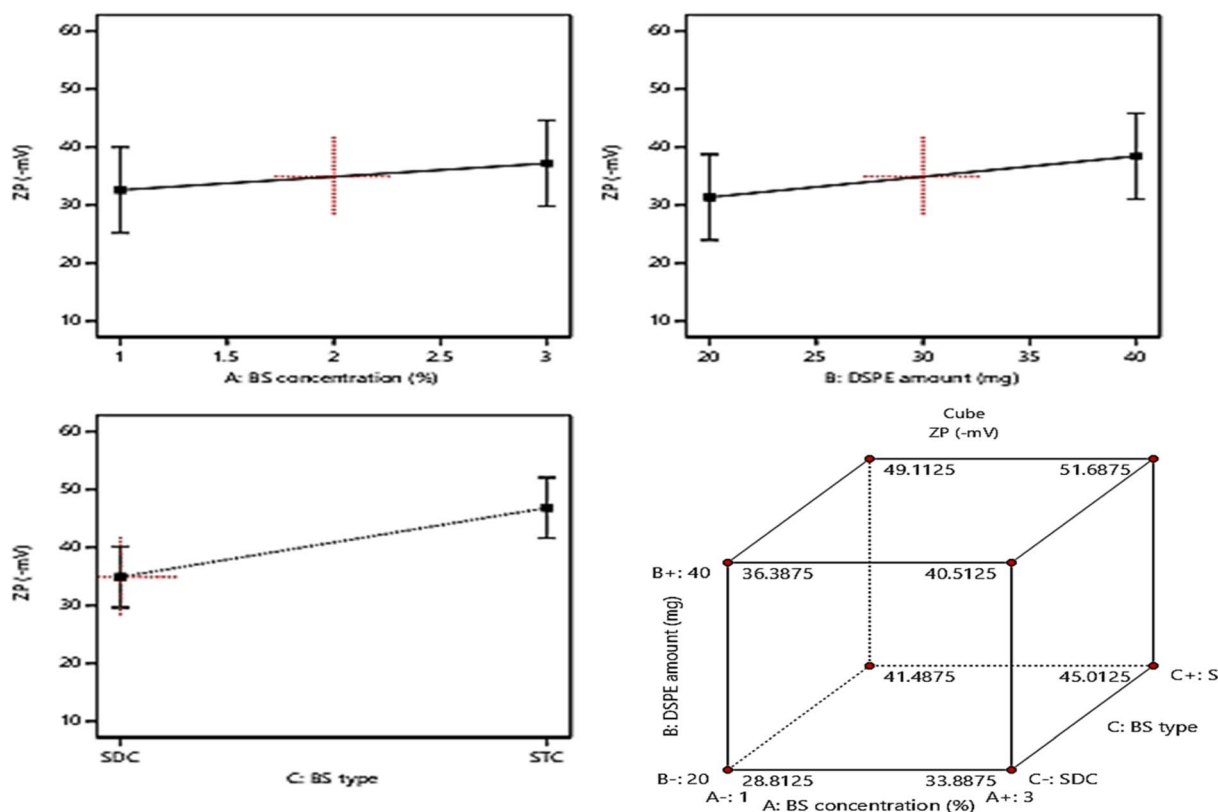 60
50
40
30
20
10
ZP (-mV)
1
1.5
2
2.5
3
A: BS concentration (%)
60
50
40
30
20
10
ZP (-mV)
20
25
30
35
40
B: DSPE amount (mg)
60
50
40
30
20
10
ZP (-mV)
SDC
STC
C: BS type
Cube
ZP (-mV)
49.1125
51.6875
B+: 40
36.3875
40.5125
B: DSPE amount (mg)
41.4875
45.0125
C+: S
C: BS type
B-: 20
28.8125
33.8875
C-: SDC
A-: 1
A: BS concentration (%)
A+: 3